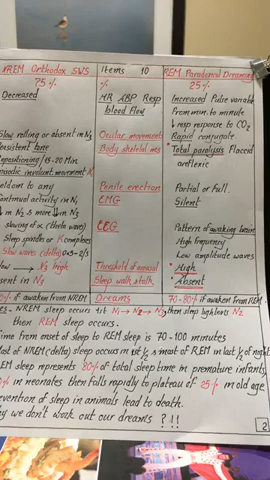 NREM Orthodox SWS Items 10 REM Paradoxical Dreaming
75% % 25%
Decreased HR ABP Resp Increased Pulse variable
Blood Flow From min. to minute
↓ resp response to CO2
Slow rolling or absent in N3 Ocular movements Rapid conjugate
Persistent tone Body skeletal ms Total paralysis Flaccid
Repositioning/15-20 Min areflexic
Seldom to any Penile erections Partial or Full.
Continual activity in N1 EMG Silent
↓ in N2 & more ↓ in N3
slowing of α (theta wave) EEG Pattern of waking brain
Sleep spindles or K complexes High frequency
Slow waves (delta) 0.5-2/s Low amplitude waves
Low → N3 high Threshold of arousal High
Absent in N3 Sleep walk, talk. Absent
if awaken from NREM Dreams 70-80% if awaken from REM
NREM sleep occurs 1st N1 → N2 → N3, then sleep lightens N2
then REM sleep occurs.
Time from onset of sleep to REM sleep is 70-100 minutes
Most of NREM (delta) sleep occurs in 1st ½ & most of REM in last ½ of night
REM sleep represents 80% of total sleep time in premature infants,
in neonates then falls rapidly to plateau of 25% in old age.
Prevention of sleep in animals lead to death.
Why we don't work out our dreams ?!!
2